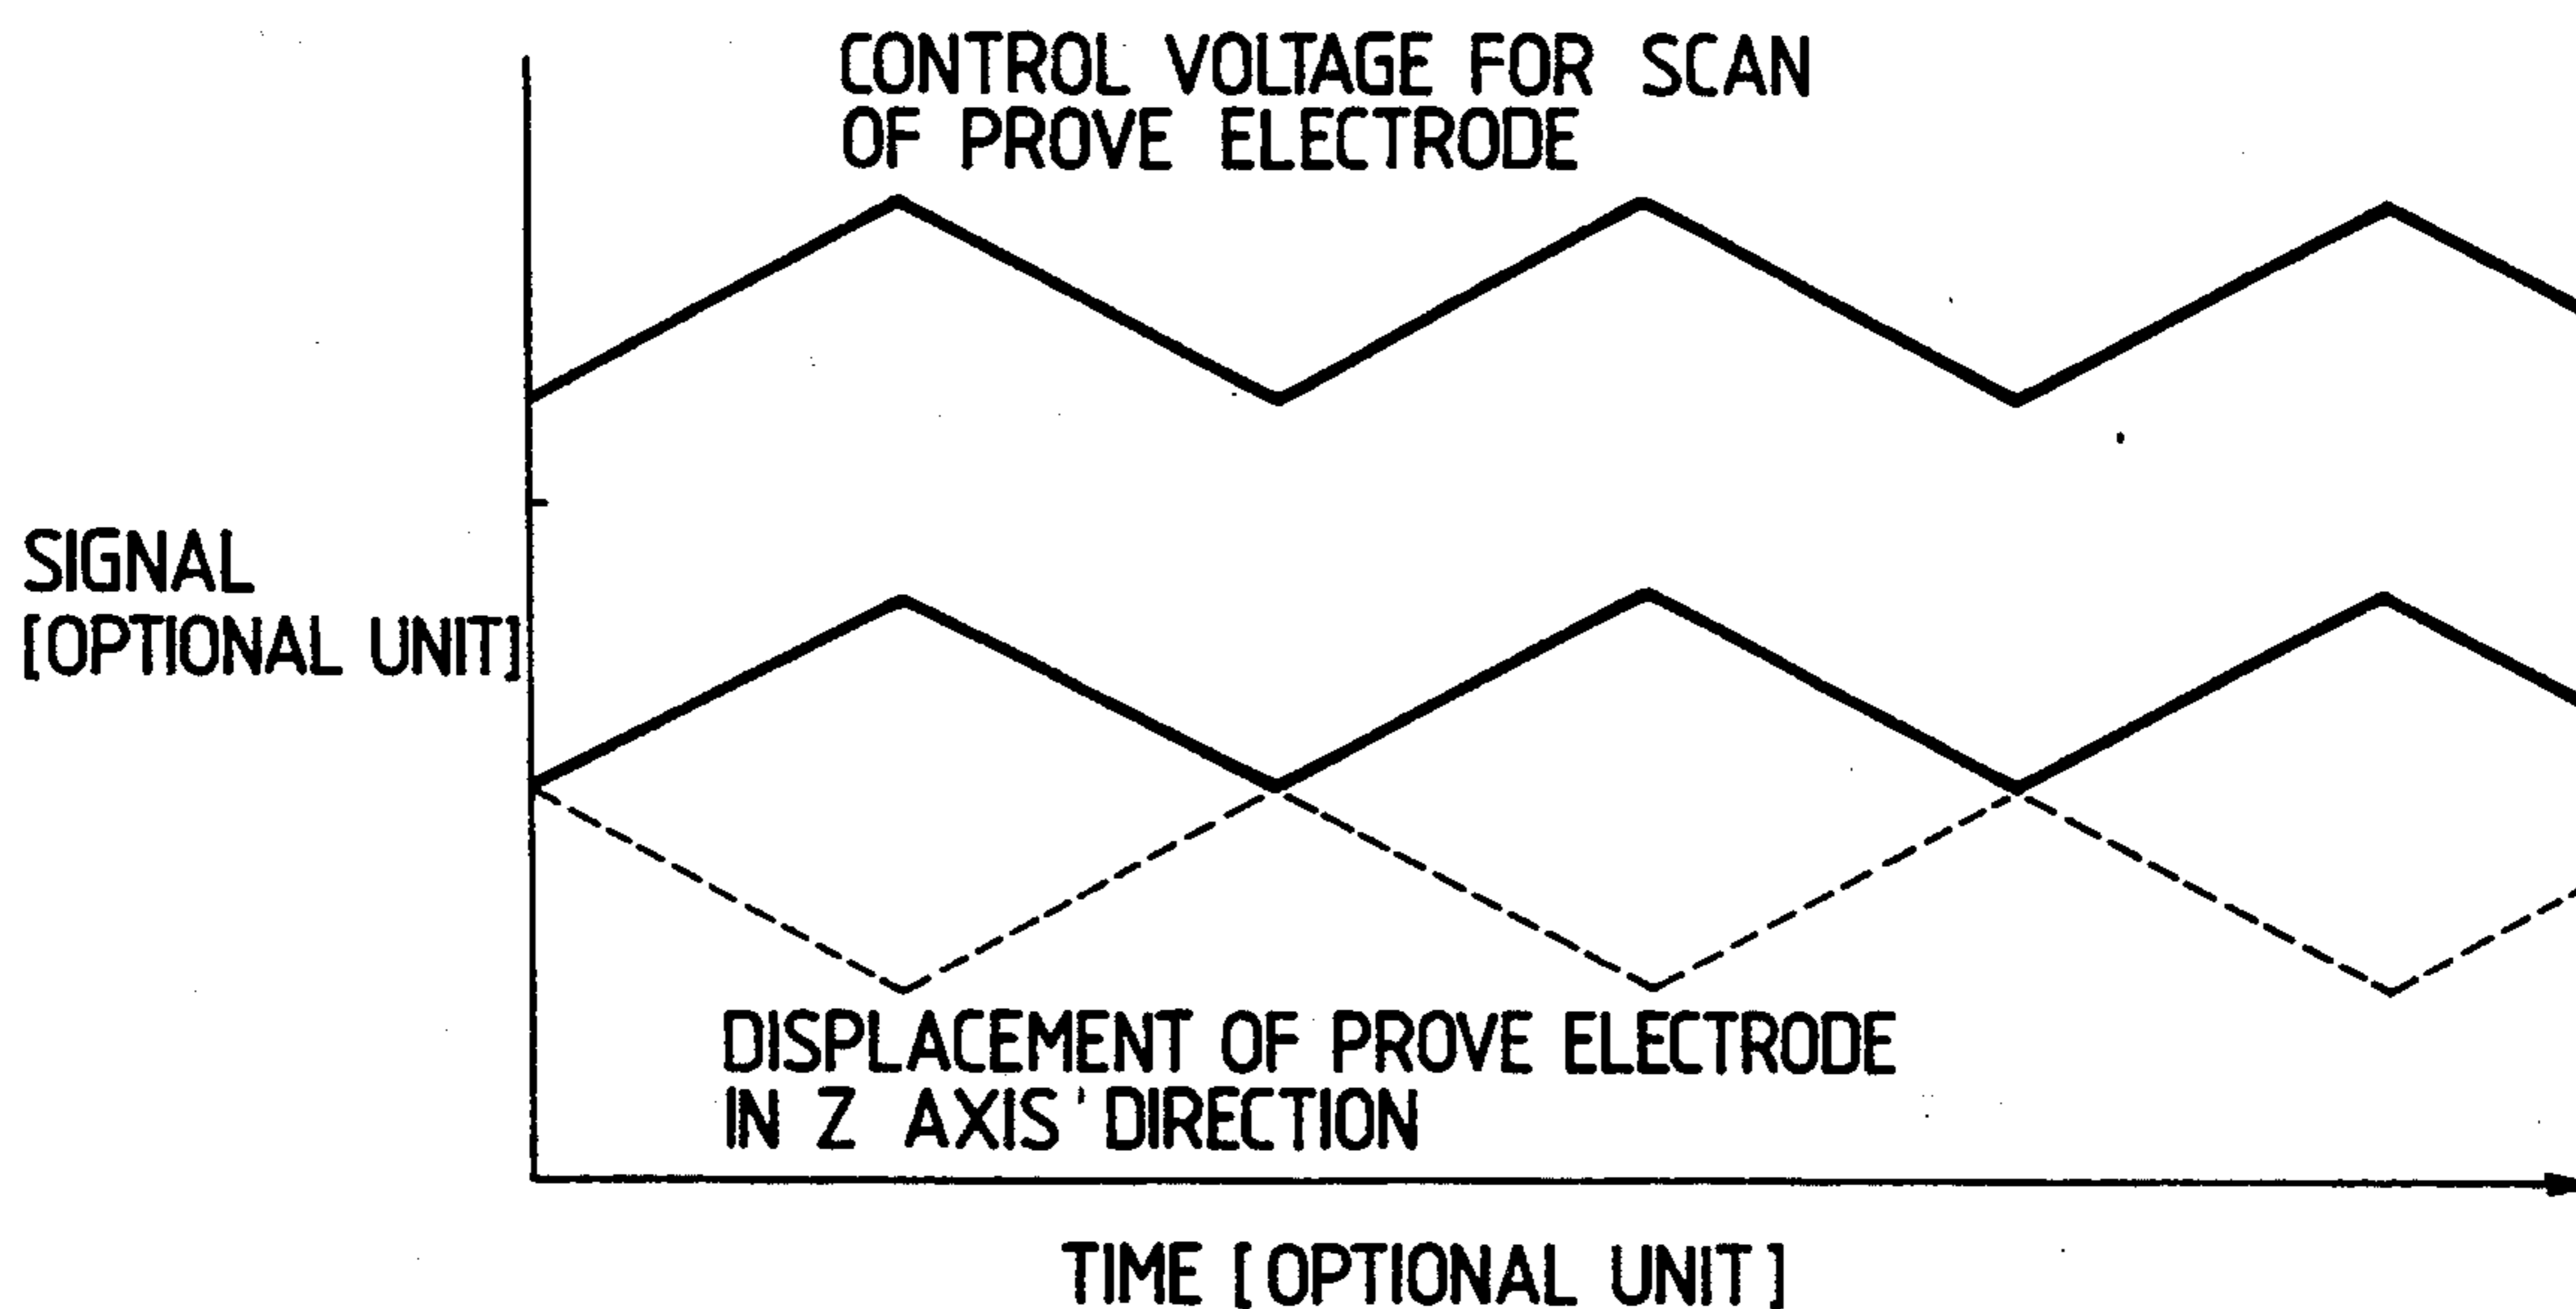 CONTROL VOLTAGE FOR SCAN
OF PROVE ELECTRODE
SIGNAL
[OPTIONAL UNIT]
DISPLACEMENT OF PROVE ELECTRODE
IN Z AXIS' DIRECTION
TIME [OPTIONAL UNIT]